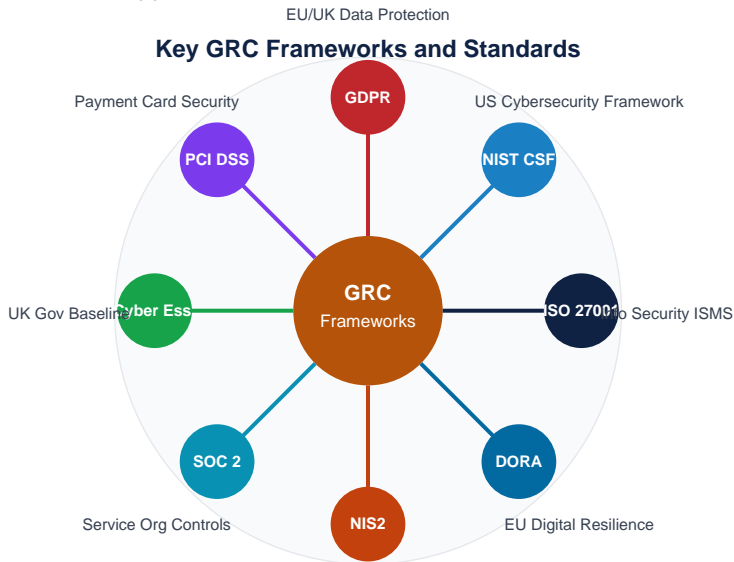 EU/UK Data Protection
Key GRC Frameworks and Standards
GDPR
Payment Card Security
US Cybersecurity Framework
PCI DSS
NIST CSF
GRC
Frameworks
Cyber Ess
UK Gov Baseline
ISO 27001
Info Security ISMS
SOC 2
DORA
Service Org Controls
NIS2
EU Digital Resilience